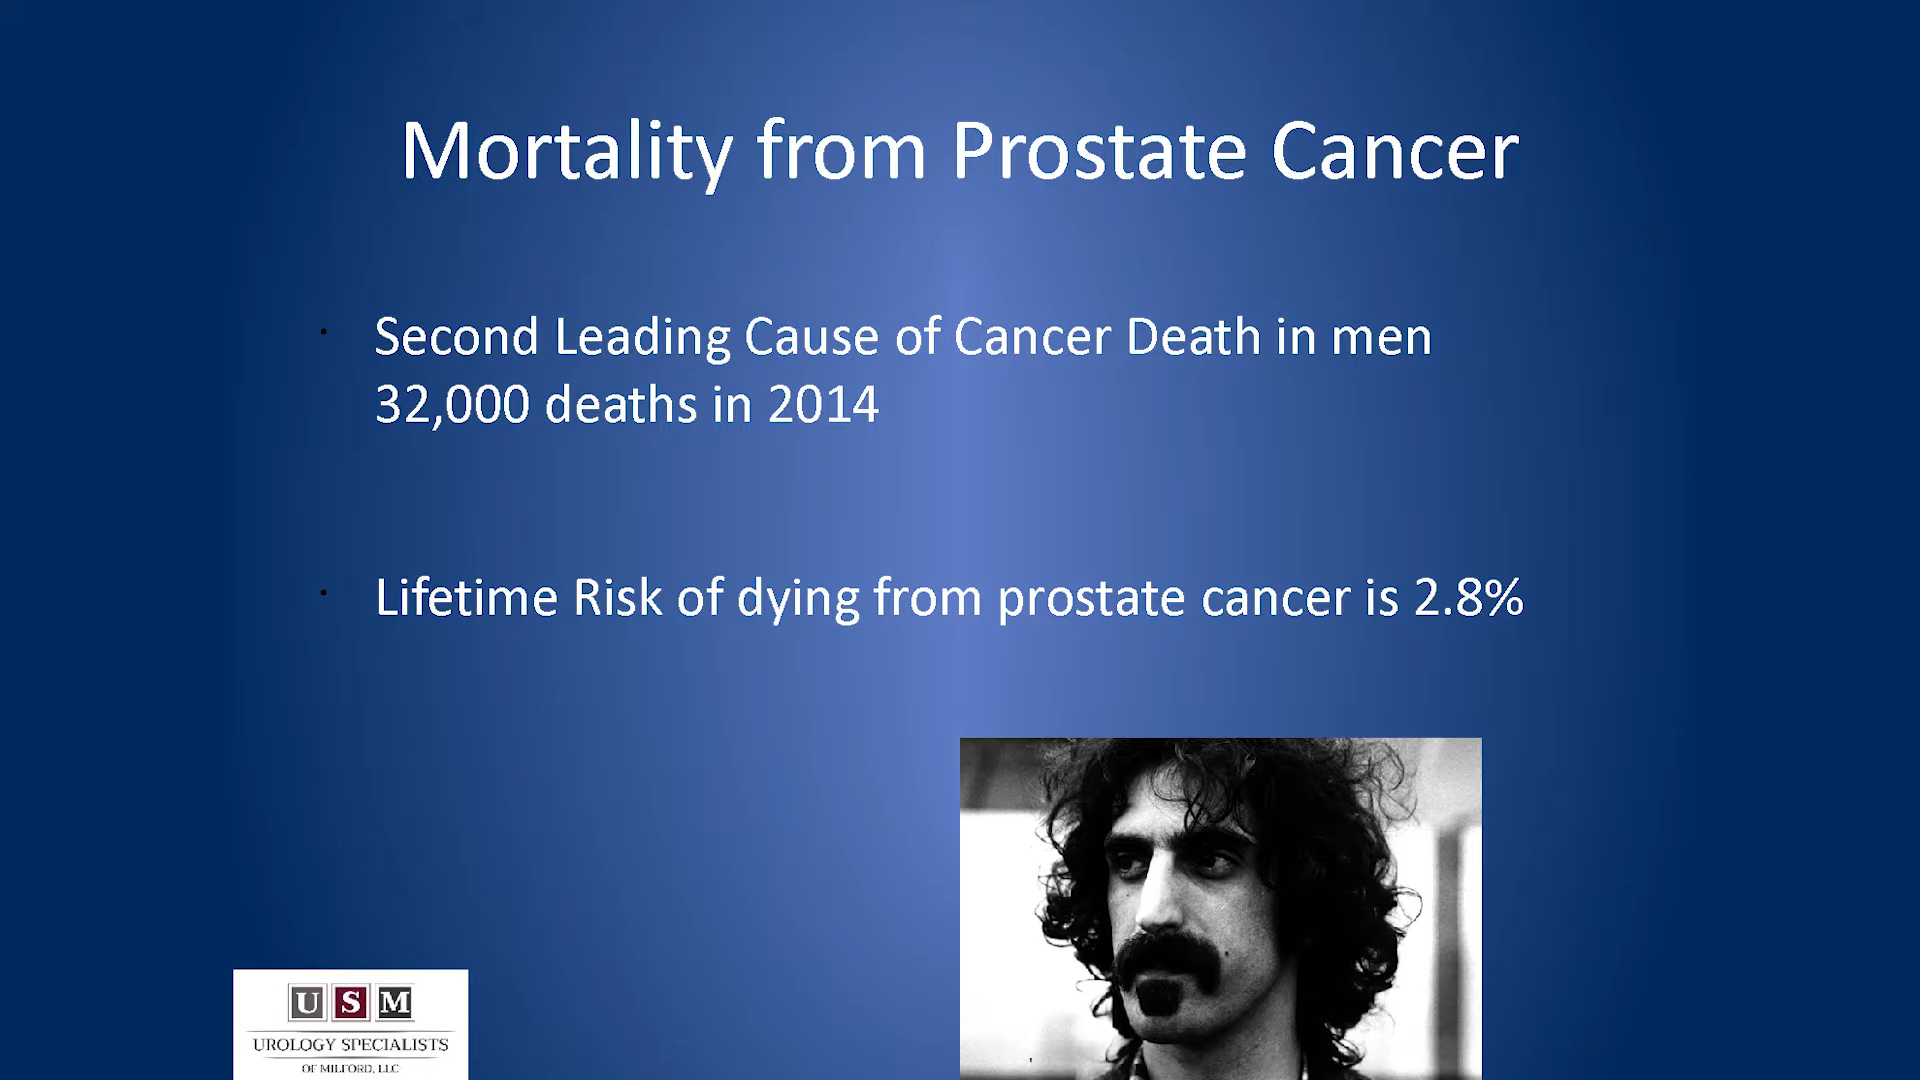 Mortality from Prostate Cancer
Second Leading Cause of Cancer Death in men
32,000 deaths in 2014
Lifetime Risk of dying from prostate cancer is 2.8%
USM
UROLOGY SPECIALISTS
OF MILFORD, LLC